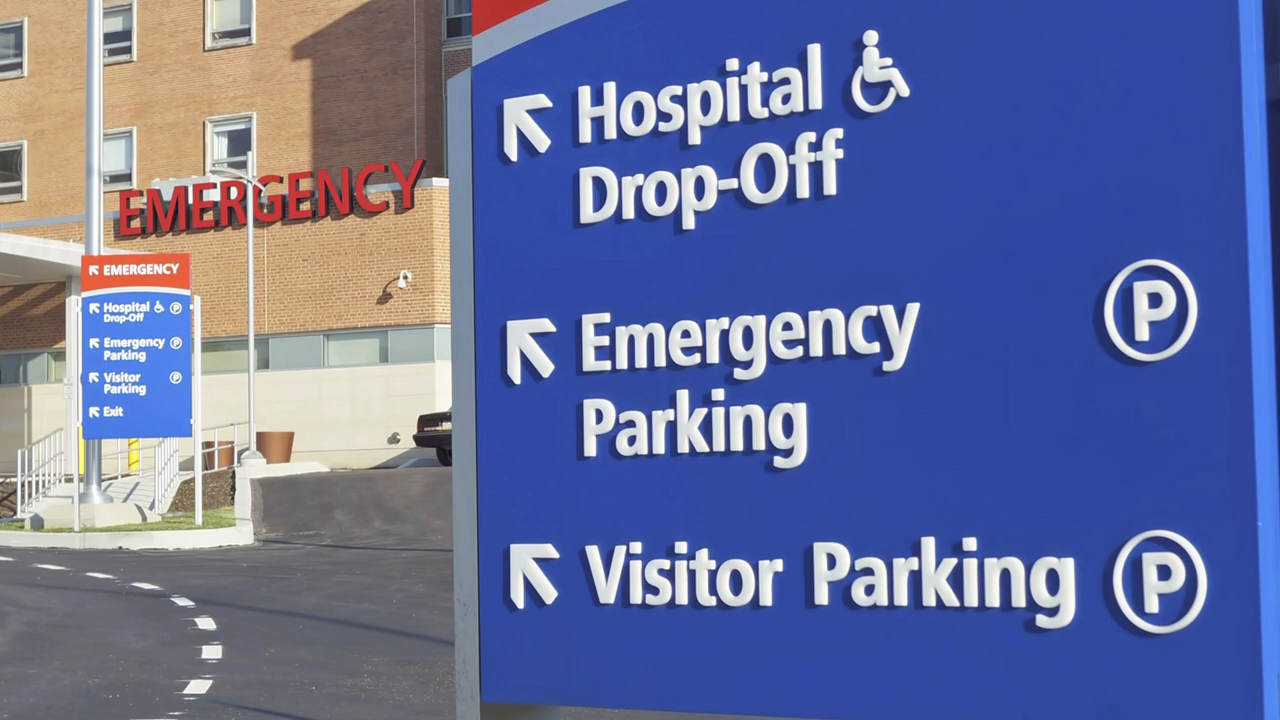 EMERGENCY
EMERGENCY
Hospital
Drop-Off
P
Emergency
Parking
P
Visitor
Parking
P
Exit
Hospital
Drop-Off
Emergency
Parking
P
Visitor Parking
P